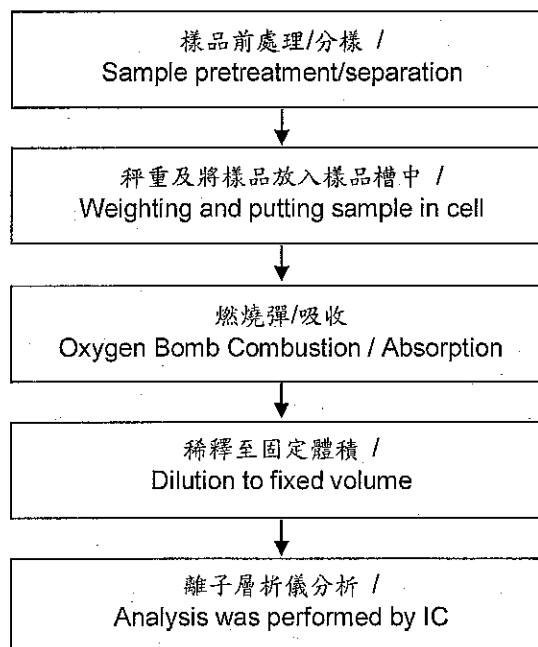 樣品前處理/分樣 /
Sample pretreatment/separation
秤重及將樣品放入樣品槽中 /
Weighting and putting sample in cell
燃燒彈/吸收
Oxygen Bomb Combustion / Absorption
稀釋至固定體積 /
Dilution to fixed volume
離子層析儀分析 /
Analysis was performed by IC